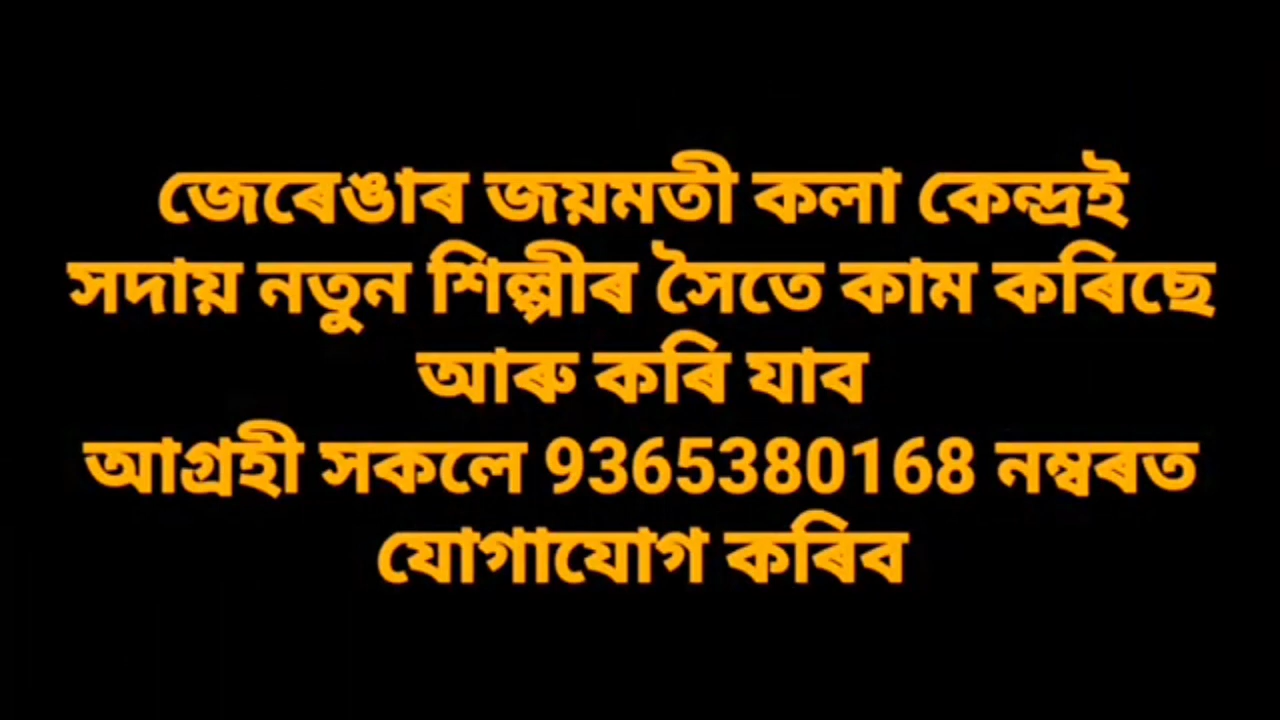 জেৰেঙাৰ জয়মতী কলা কেন্দ্ৰই
সদায় নতুন শিল্পীৰ সৈতে কাম কৰিছে
আৰু কৰি যাব
আগ্ৰহী সকলে 9365380168 নম্বৰত
যোগাযোগ কৰিব